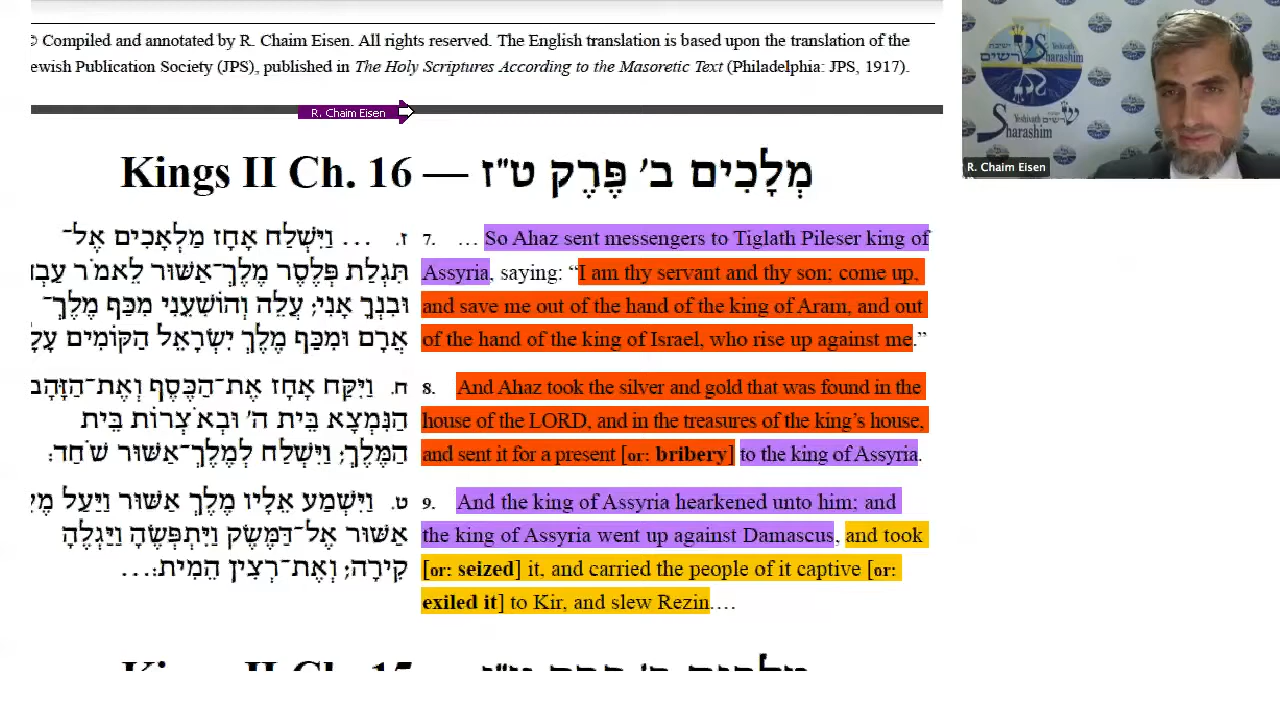 © Compiled and annotated by R. Chaim Eisen. All rights reserved. The English translation is based upon the translation of the
ewish Publication Society (JPS), published in The Holy Scriptures According to the Masoretic Text (Philadelphia: JPS, 1917).
R. Chaim Eisen
Kings II Ch. 16 — מְלָכִים ב׳ פֶּרֶק ט"ז
ז. … וַיִּשְׁלַח אָחָז מַלְאָכִים אֶל־
תִּגְלַת פְּלֶסֶר מֶלֶךְ־אַשּׁוּר לֵאמֹר
וּבִנְךָ אָנִי; עֲלֵה וְהוֹשִׁעֵנִי מִכַּף מֶלֶךְ־
אֲרָם וּמִכַּף מֶלֶךְ יִשְׂרָאֵל הַקּוֹמִים
ח. וַיִּקַּח אָחָז אֶת־הַכֶּסֶף וְאֶת־הַזָּהָב
הַנִּמְצָא בֵּית ה׳ וּבְאֹצְרוֹת בֵּית
הַמֶּלֶךְ; וַיִּשְׁלַח לְמֶלֶךְ־אַשּׁוּר שֹׁחַד:
ט. וַיִּשְׁמַע אֵלָיו מֶלֶךְ אַשּׁוּר וַיַּעַל
אַשּׁוּר אֶל־דַּמֶּשֶׂק וַיִּתְפְּשֶׂהָ וַיַּגְלֶהָ
קִירָה; וְאֶת־רְצִין הֵמִית:…
7. … So Ahaz sent messengers to Tiglath Pileser king of
Assyria, saying: “I am thy servant and thy son; come up,
and save me out of the hand of the king of Aram, and out
of the hand of the king of Israel, who rise up against me.”
8. And Ahaz took the silver and gold that was found in the
house of the LORD, and in the treasures of the king’s house,
and sent it for a present [or: bribery] to the king of Assyria.
9. And the king of Assyria hearkened unto him; and
the king of Assyria went up against Damascus, and took
[or: seized] it, and carried the people of it captive [or:
exiled it] to Kir, and slew Rezin.…
Yeshivath
Sharashim
שרשים
R. Chaim Eisen